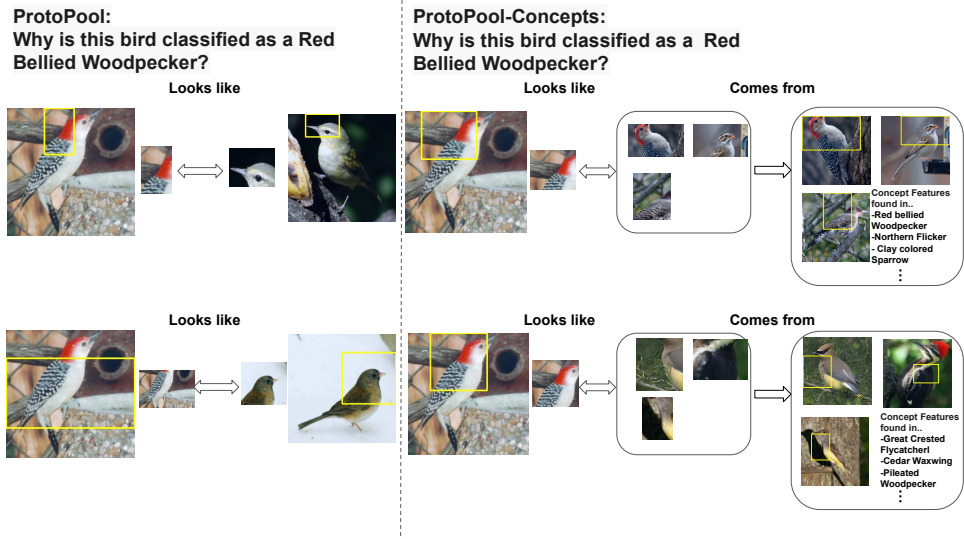 ProtoPool:
Why is this bird classified as a Red
Bellied Woodpecker?
Looks like
Looks like
ProtoPool-Concepts:
Why is this bird classified as a  Red
Bellied Woodpecker?
Looks like
Comes from
Concept Features
found in..
-Red bellied
Woodpecker
-Northern Flicker
- Clay colored
Sparrow
⋮
Looks like
Comes from
Concept Features
found in..
-Great Crested
Flycatcherl
-Cedar Waxwing
-Pileated
Woodpecker
⋮